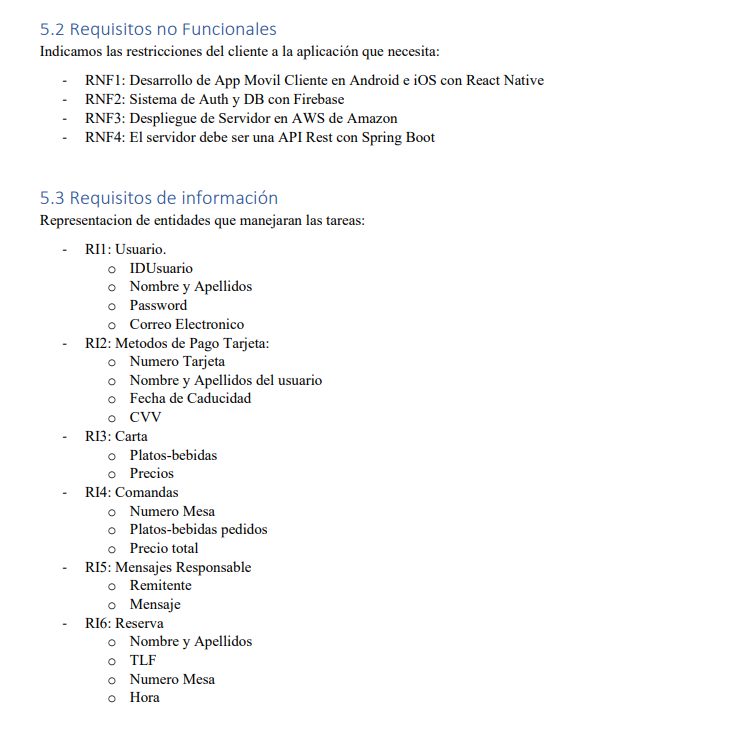 5.2 Requisitos no Funcionales
Indicamos las restricciones del cliente a la aplicación que necesita:
- RNF1: Desarrollo de App Movil Cliente en Android e iOS con React Native
- RNF2: Sistema de Auth y DB con Firebase
- RNF3: Despliegue de Servidor en AWS de Amazon
- RNF4: El servidor debe ser una API Rest con Spring Boot
5.3 Requisitos de información
Representacion de entidades que manejaran las tareas:
- RI1: Usuario.
o IDUsuario
o Nombre y Apellidos
o Password
o Correo Electronico
- RI2: Metodos de Pago Tarjeta:
o Numero Tarjeta
o Nombre y Apellidos del usuario
o Fecha de Caducidad
o CVV
- RI3: Carta
o Platos-bebidas
o Precios
- RI4: Comandas
o Numero Mesa
o Platos-bebidas pedidos
o Precio total
- RI5: Mensajes Responsable
o Remitente
o Mensaje
- RI6: Reserva
o Nombre y Apellidos
o TLF
o Numero Mesa
o Hora